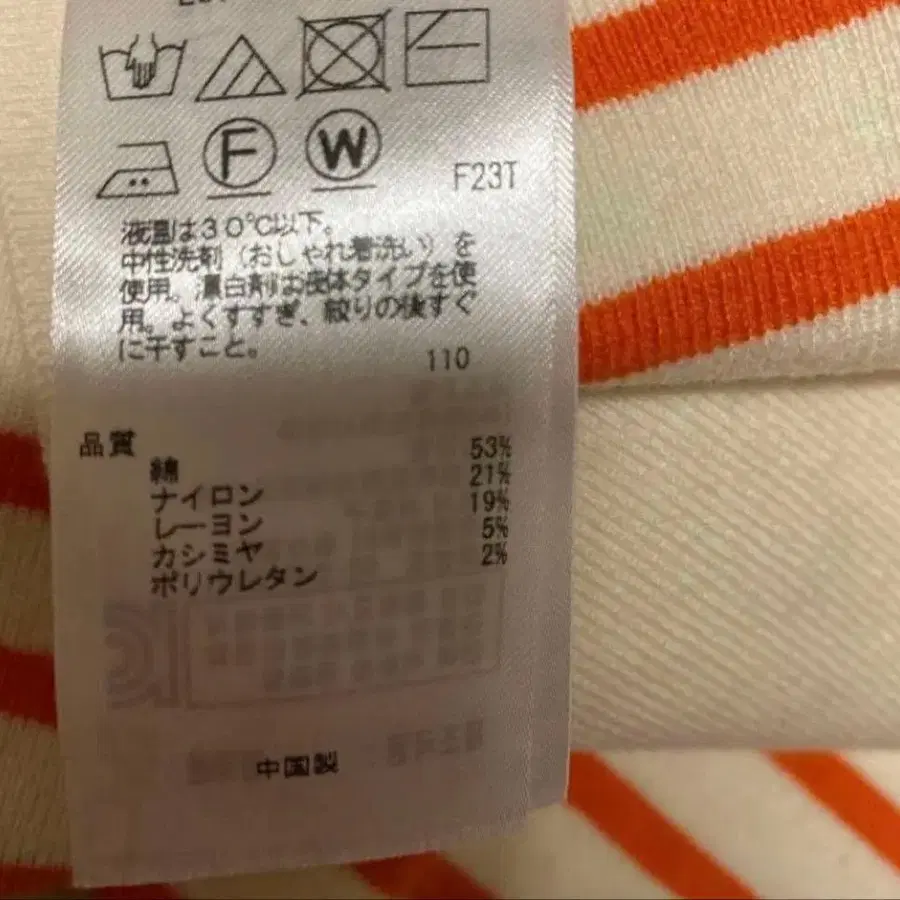 F W F23T
液温は30℃以下。
中性洗剤（おしゃれ着洗い）を
使用。漂白剤は液体タイプを使
用。よくすすぎ、絞りの後すぐ
に干すこと。
110
品質
綿 53%
ナイロン 21%
レーヨン 19%
カシミヤ 5%
ポリウレタン 2%
中国製